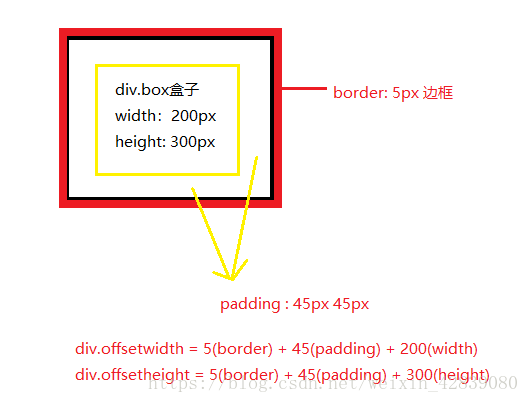 div.box盒子
width：200px
height: 300px
border: 5px 边框
padding : 45px 45px
div.offsetwidth = 5(border) + 45(padding) + 200(width)
div.offsetheight = 5(border) + 45(padding) + 300(height)
https://blog.csdn.net/weixin_42839080